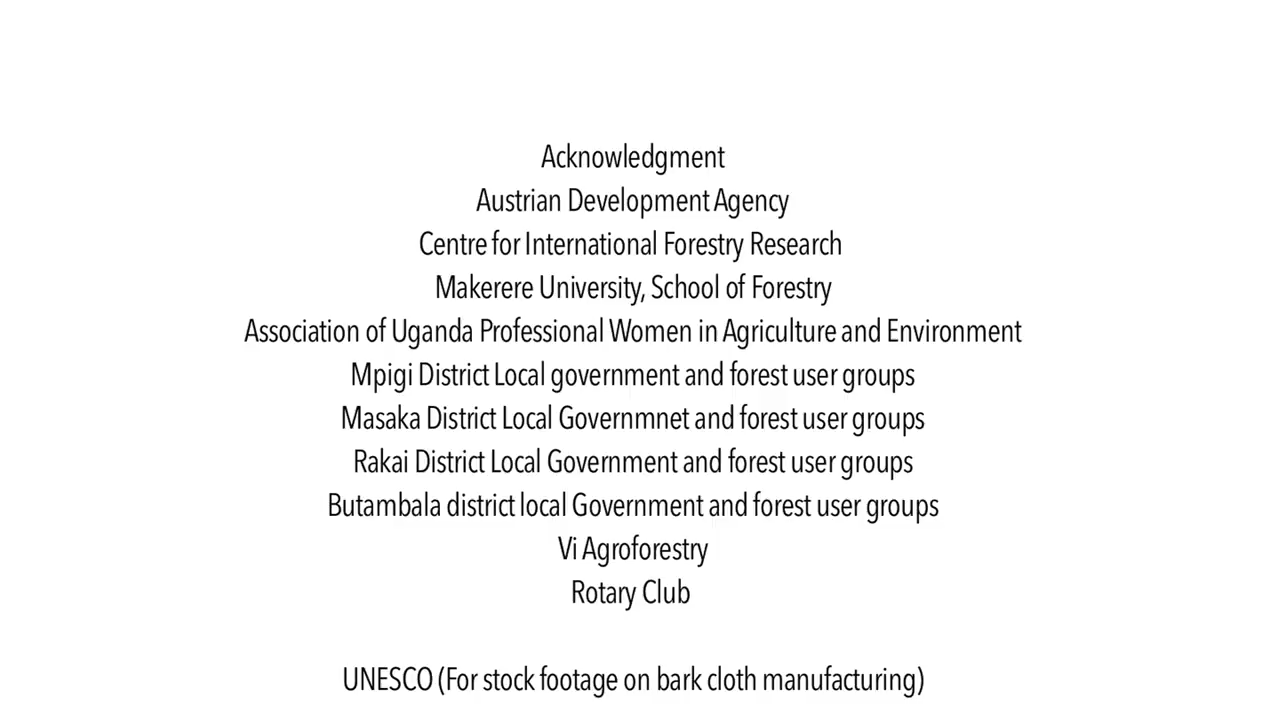 Acknowledgment
Austrian Development Agency
Centre for International Forestry Research
Makerere University, School of Forestry
Association of Uganda Professional Women in Agriculture and Environment
Mpigi District Local government and forest user groups
Masaka District Local Governmnet and forest user groups
Rakai District Local Government and forest user groups
Butambala district local Government and forest user groups
Vi Agroforestry
Rotary Club
UNESCO (For stock footage on bark cloth manufacturing)